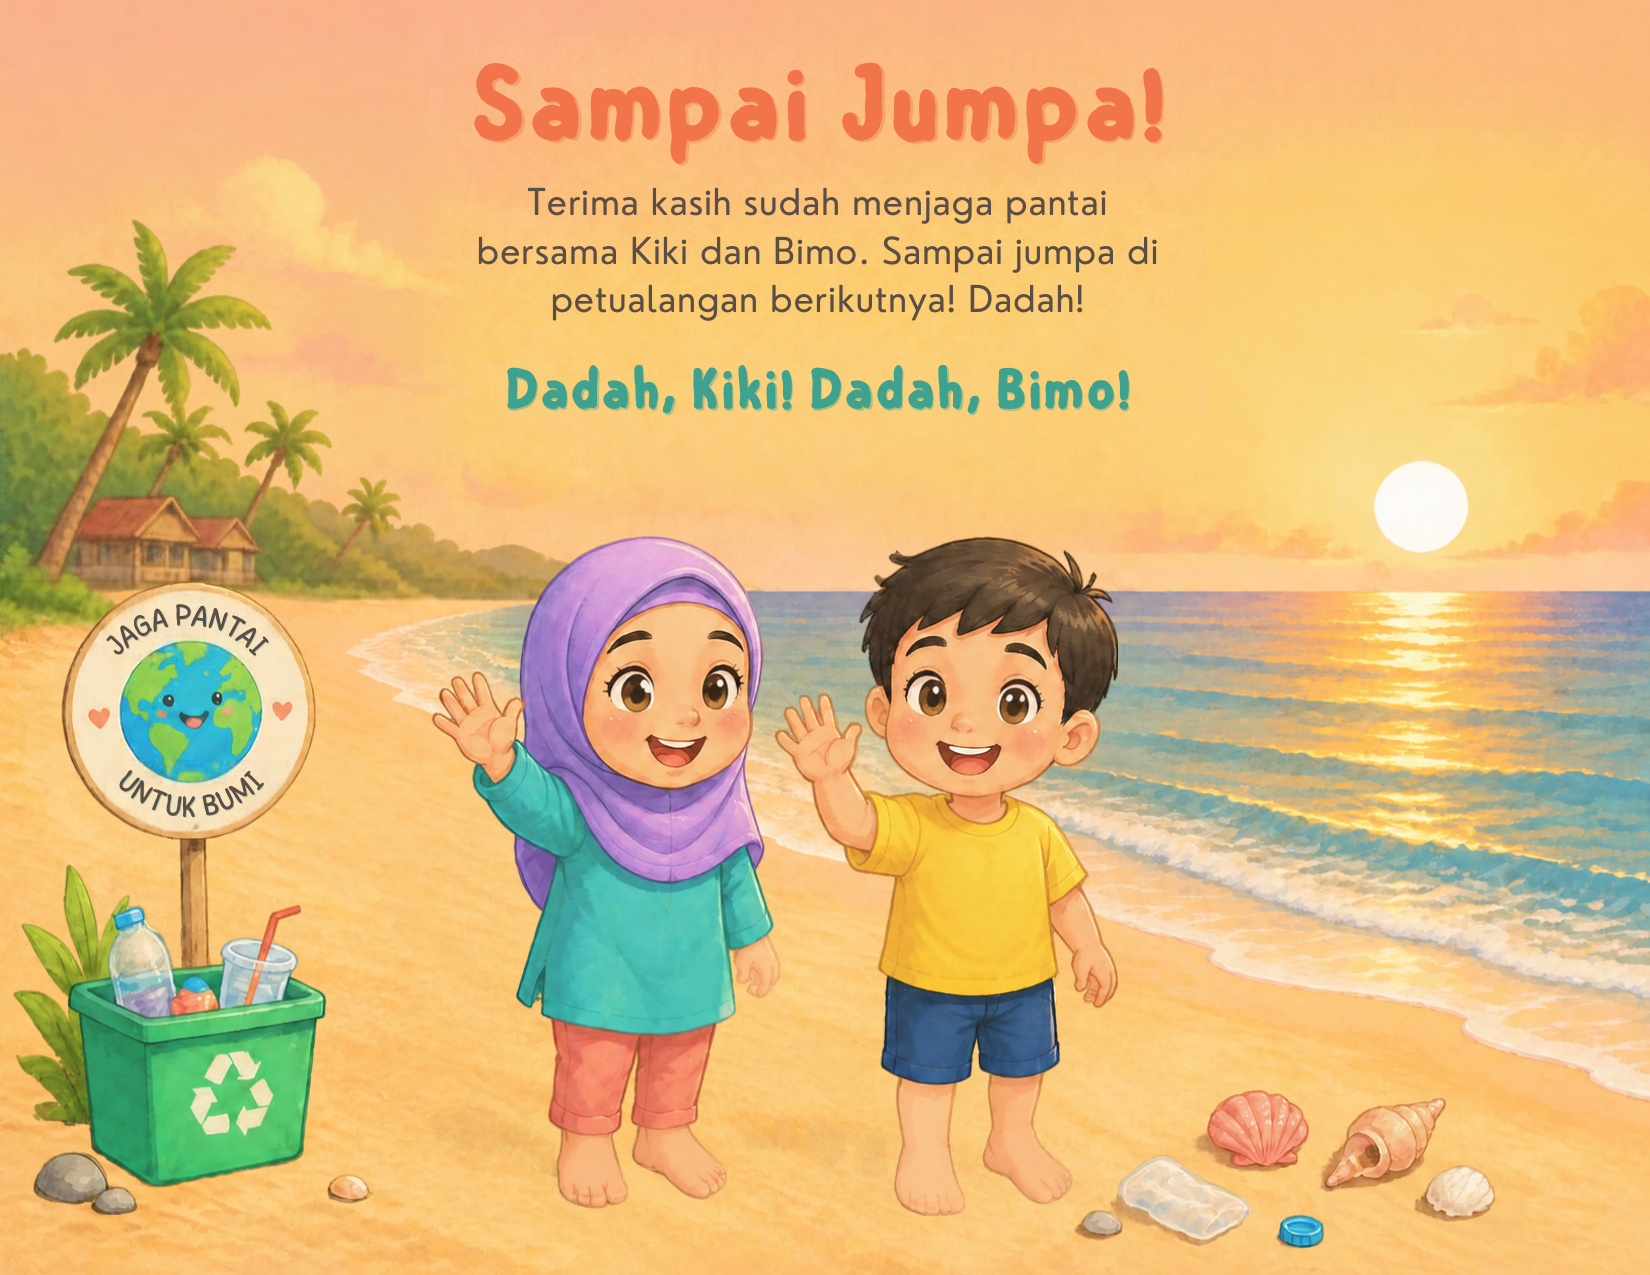 Sampai Jumpa!
Terima kasih sudah menjaga pantai
bersama Kiki dan Bimo. Sampai jumpa di
petualangan berikutnya! Dadah!
Dadah, Kiki! Dadah, Bimo!
JAGA PANTAI
UNTUK BUMI